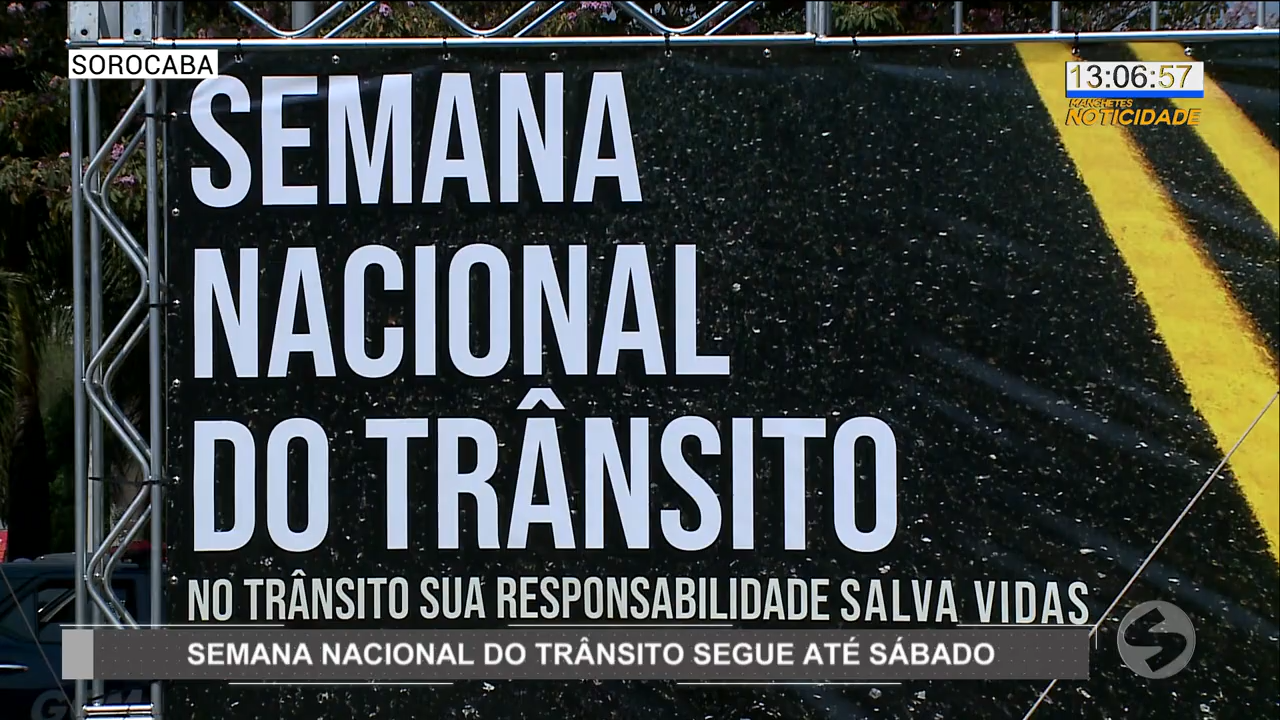 SOROCABA
13:06:57
MANCHETES
NOTICIDADE
SEMANA
NACIONAL
DO TRÂNSITO
NO TRÂNSITO SUA RESPONSABILIDADE SALVA VIDAS
SEMANA NACIONAL DO TRÂNSITO SEGUE ATÉ SÁBADO